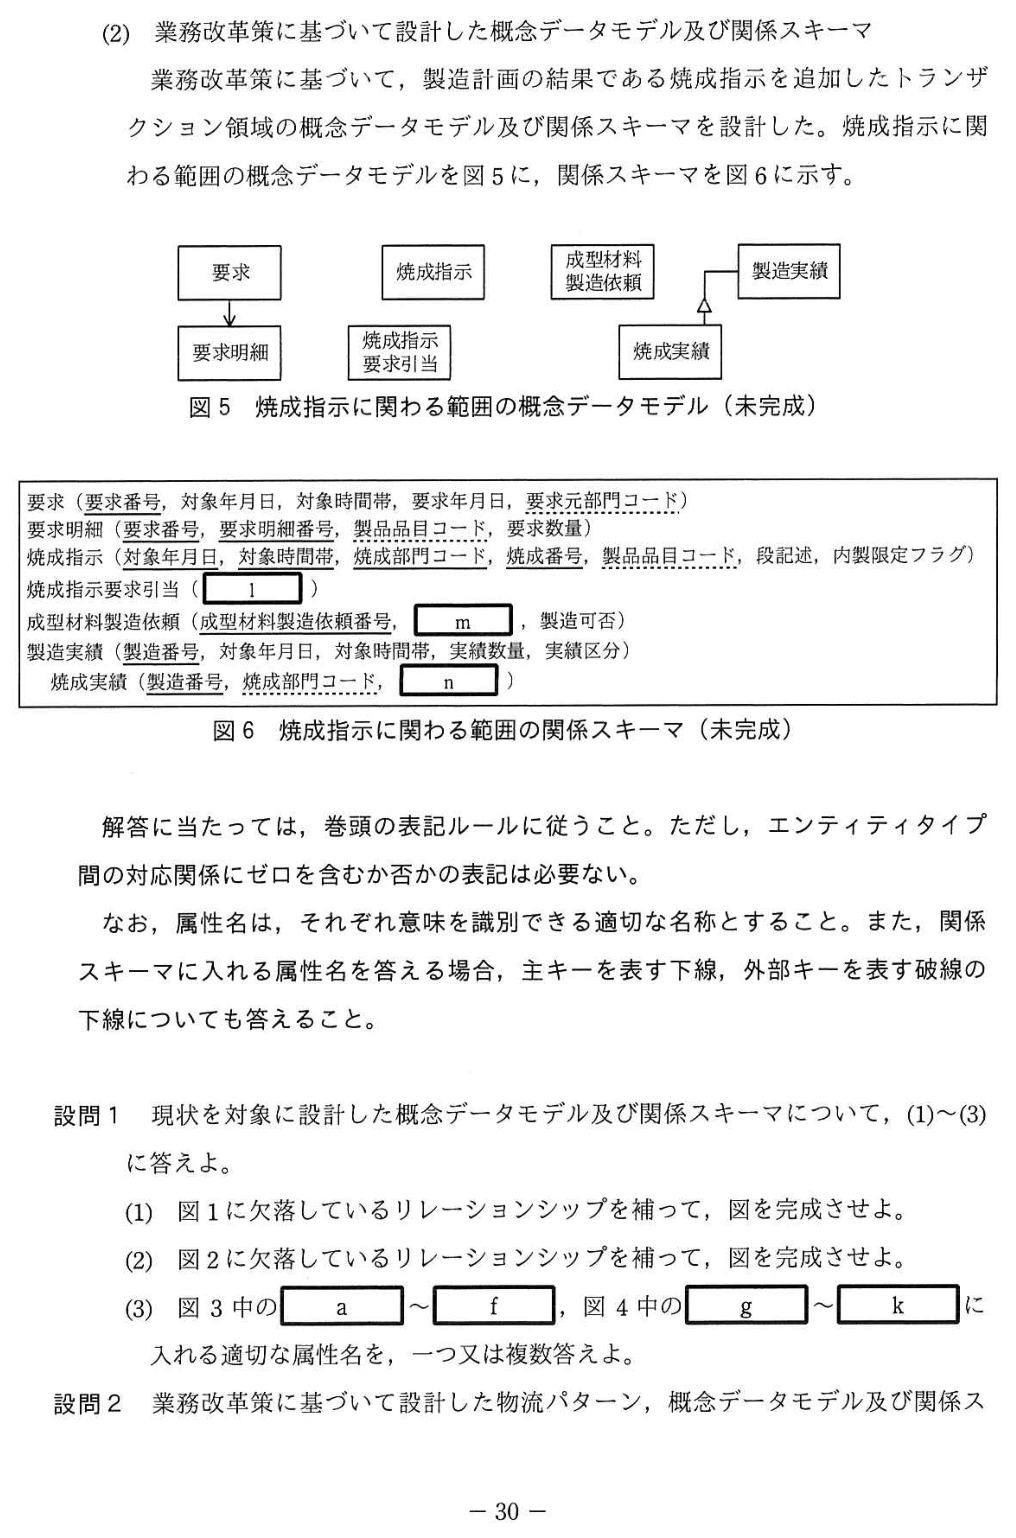 (2) 業務改革策に基づいて設計した概念データモデル及び関係スキーマ
業務改革策に基づいて，製造計画の結果である焼成指示を追加したトランザ
クション領域の概念データモデル及び関係スキーマを設計した。焼成指示に関
わる範囲の概念データモデルを図5に，関係スキーマを図6に示す。
要求
焼成指示
成型材料
製造依頼
製造実績
要求明細
焼成指示
要求引当
焼成実績
図5 焼成指示に関わる範囲の概念データモデル（未完成）
要求（要求番号，対象年月日，対象時間帯，要求年月日，要求元部門コード）
要求明細（要求番号，要求明細番号，製品品目コード，要求数量）
焼成指示（対象年月日，対象時間帯，焼成部門コード，焼成番号，製品品目コード，段記述，内製限定フラグ）
焼成指示要求引当（ l ）
成型材料製造依頼（成型材料製造依頼番号， m ，製造可否）
製造実績（製造番号，対象年月日，対象時間帯，実績数量，実績区分）
焼成実績（製造番号，焼成部門コード， n ）
図6 焼成指示に関わる範囲の関係スキーマ（未完成）
解答に当たっては，巻頭の表記ルールに従うこと。ただし，エンティティタイプ
間の対応関係にゼロを含むか否かの表記は必要ない。
なお，属性名は，それぞれ意味を識別できる適切な名称とすること。また，関係
スキーマに入れる属性名を答える場合，主キーを表す下線，外部キーを表す破線の
下線についても答えること。
設問1 現状を対象に設計した概念データモデル及び関係スキーマについて，(1)～(3)
に答えよ。
(1) 図1に欠落しているリレーションシップを補って，図を完成させよ。
(2) 図2に欠落しているリレーションシップを補って，図を完成させよ。
(3) 図3中の a ～ f ，図4中の g ～ k に
入れる適切な属性名を，一つ又は複数答えよ。
設問2 業務改革策に基づいて設計した物流パターン，概念データモデル及び関係ス
－ 30 －